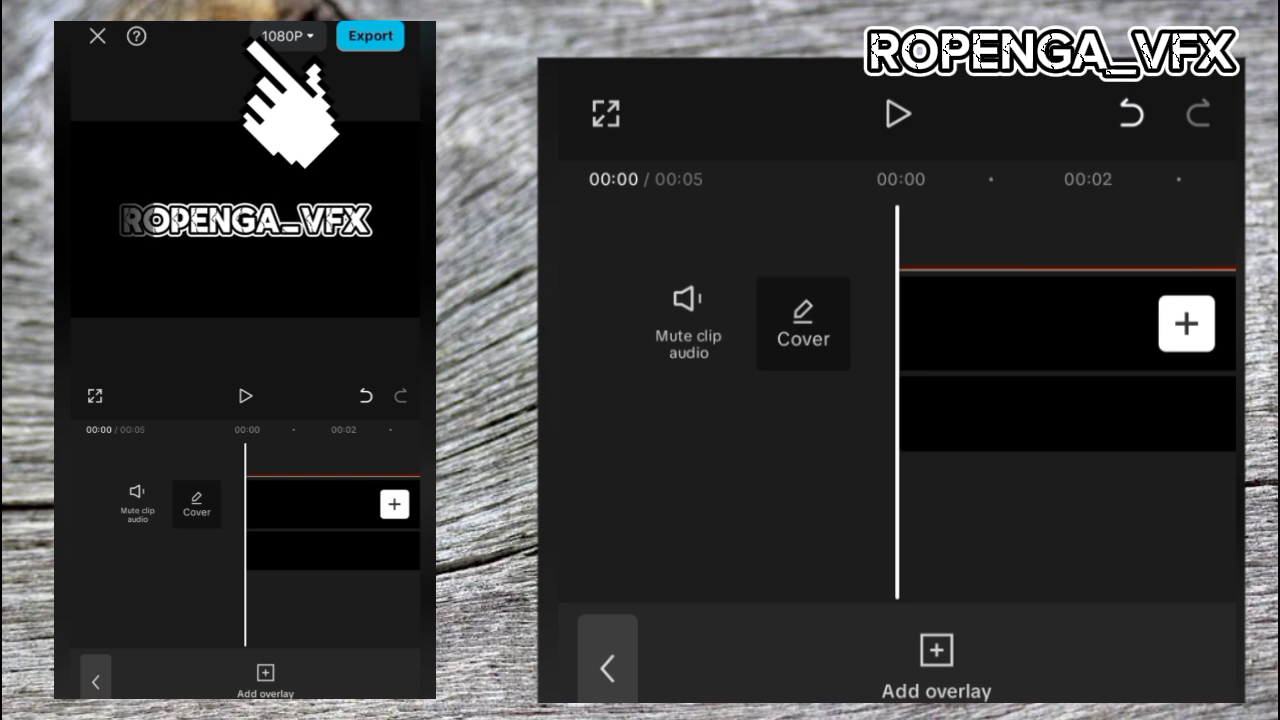 1080P
Export
ROPENGA_VFX
00:00 / 00:05
00:00
00:02
Mute clip
audio
Cover
Add overlay
ROPENGA_VFX
00:00 / 00:05
00:00
00:02
Mute clip
audio
Cover
Add overlay